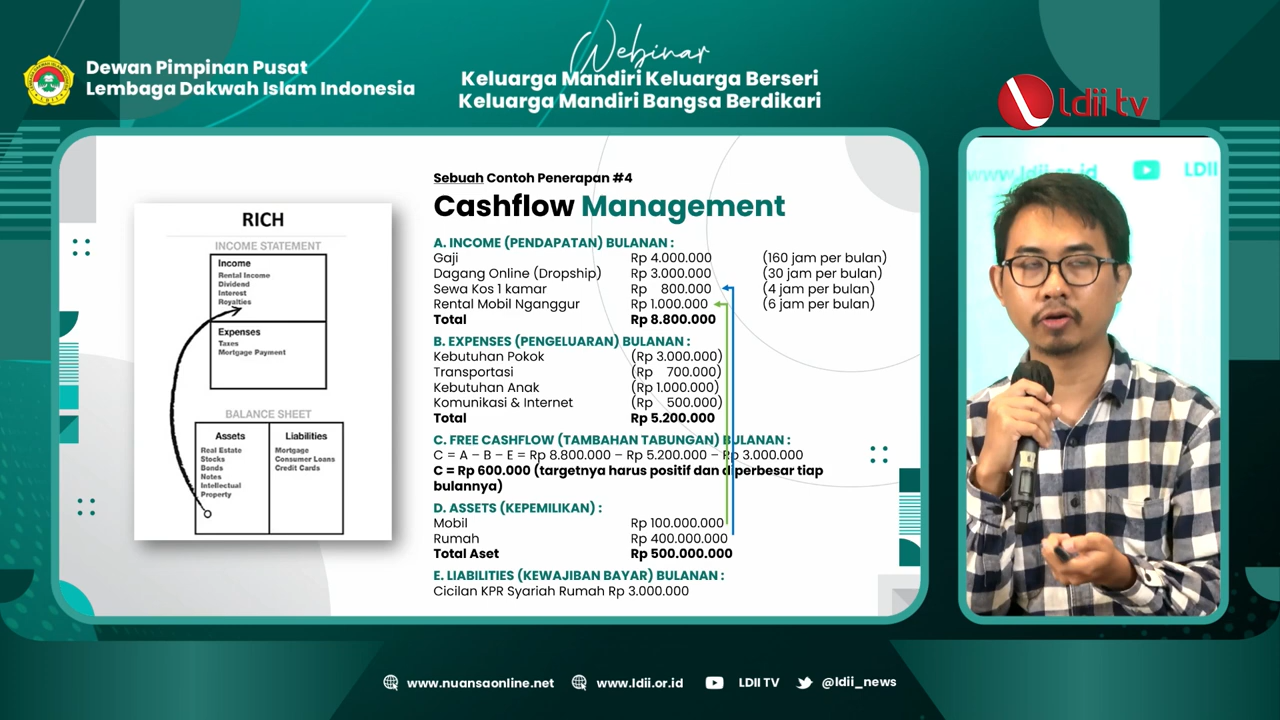 Dewan Pimpinan Pusat
Lembaga Dakwah Islam Indonesia
Webinar
Keluarga Mandiri Keluarga Berseri
Keluarga Mandiri Bangsa Berdikari
ldii tv
www.ldii.or.id LDII
RICH
INCOME STATEMENT
Income
Rental Income
Dividend
Interest
Royalties
Expenses
Taxes
Mortgage Payment
BALANCE SHEET
Assets
Real Estate
Stocks
Bonds
Notes
Intellectual
Property
Liabilities
Mortgage
Consumer Loans
Credit Cards
Sebuah Contoh Penerapan #4
Cashflow Management
A. INCOME (PENDAPATAN) BULANAN :
Gaji Rp 4.000.000 (160 jam per bulan)
Dagang Online (Dropship) Rp 3.000.000 (30 jam per bulan)
Sewa Kos 1 kamar Rp 800.000 (4 jam per bulan)
Rental Mobil Nganggur Rp 1.000.000 (6 jam per bulan)
Total Rp 8.800.000
B. EXPENSES (PENGELUARAN) BULANAN :
Kebutuhan Pokok (Rp 3.000.000)
Transportasi (Rp 700.000)
Kebutuhan Anak (Rp 1.000.000)
Komunikasi & Internet (Rp 500.000)
Total Rp 5.200.000
C. FREE CASHFLOW (TAMBAHAN TABUNGAN) BULANAN :
C = A – B – E = Rp 8.800.000 – Rp 5.200.000 – Rp 3.000.000
C = Rp 600.000 (targetnya harus positif dan diperbesar tiap
bulannya)
D. ASSETS (KEPEMILIKAN) :
Mobil Rp 100.000.000
Rumah Rp 400.000.000
Total Aset Rp 500.000.000
E. LIABILITIES (KEWAJIBAN BAYAR) BULANAN :
Cicilan KPR Syariah Rumah Rp 3.000.000
www.nuansaonline.net www.ldii.or.id LDII TV @ldii_news